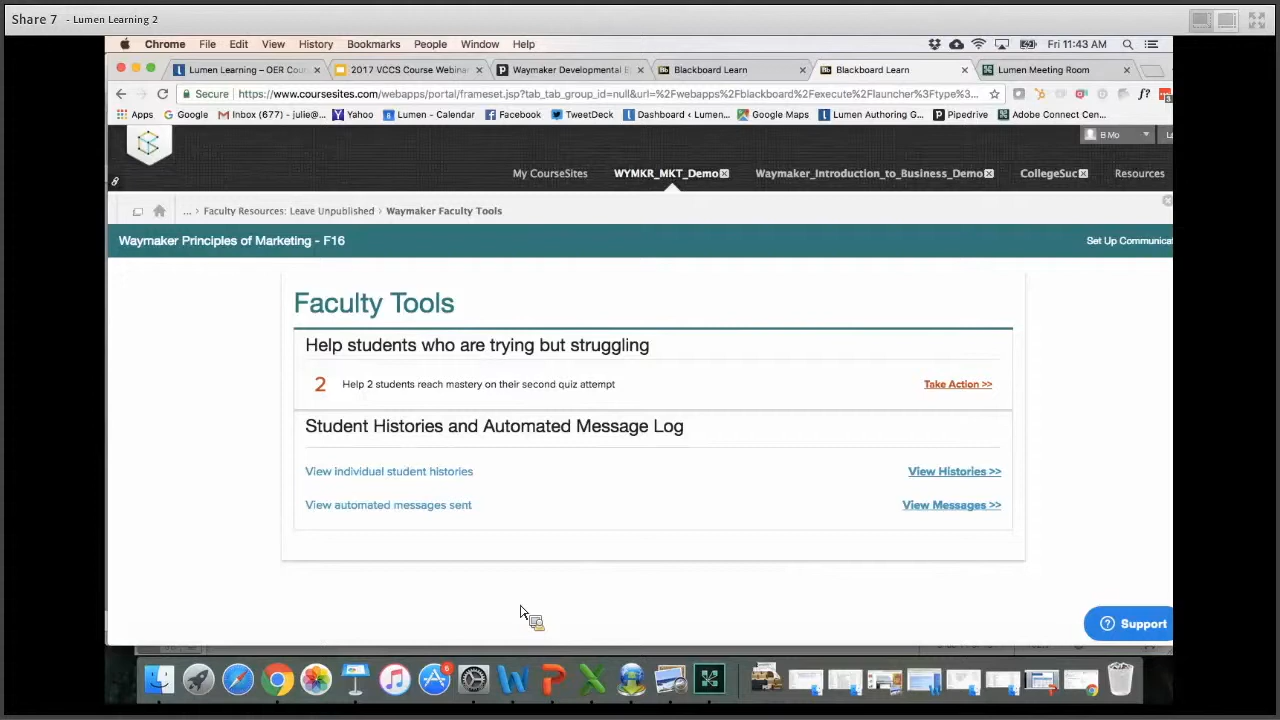 Share 7 - Lumen Learning 2
Chrome File Edit View History Bookmarks People Window Help Fri 11:43 AM
Lumen Learning – OER Cou 2017 VCCS Course Webinar Waymaker Developmental E Blackboard Learn Blackboard Learn Lumen Meeting Room
Secure https://www.coursesites.com/webapps/portal/frameset.jsp?tab_tab_group_id=null&url=%2Fwebapps%2Fblackboard%2Fexecute%2Flauncher%3Ftype%3...
Apps Google Inbox (677) - julie@... Yahoo Lumen - Calendar Facebook TweetDeck Dashboard ‹ Lumen... Google Maps Lumen Authoring G... Pipedrive Adobe Connect Cen...
B Mo
My CourseSites WYMKR_MKT_Demo Waymaker_Introduction_to_Business_Demo CollegeSuc Resources
... › Faculty Resources: Leave Unpublished › Waymaker Faculty Tools
Waymaker Principles of Marketing - F16 Set Up Communicat
Faculty Tools
Help students who are trying but struggling
2 Help 2 students reach mastery on their second quiz attempt Take Action >>
Student Histories and Automated Message Log
View individual student histories View Histories >>
View automated messages sent View Messages >>
? Support